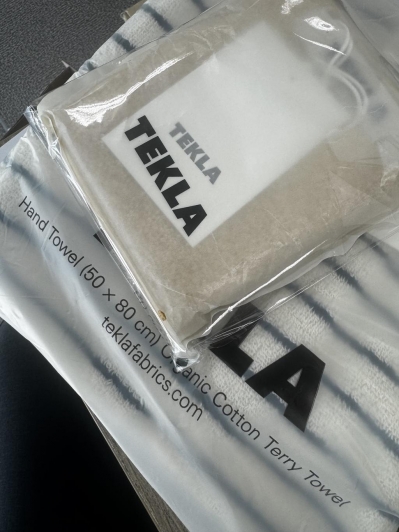 TEKLA
TEKLA
LA
Hand Towel (50 × 80 cm) Organic Cotton Terry Towel
teklafabrics.com